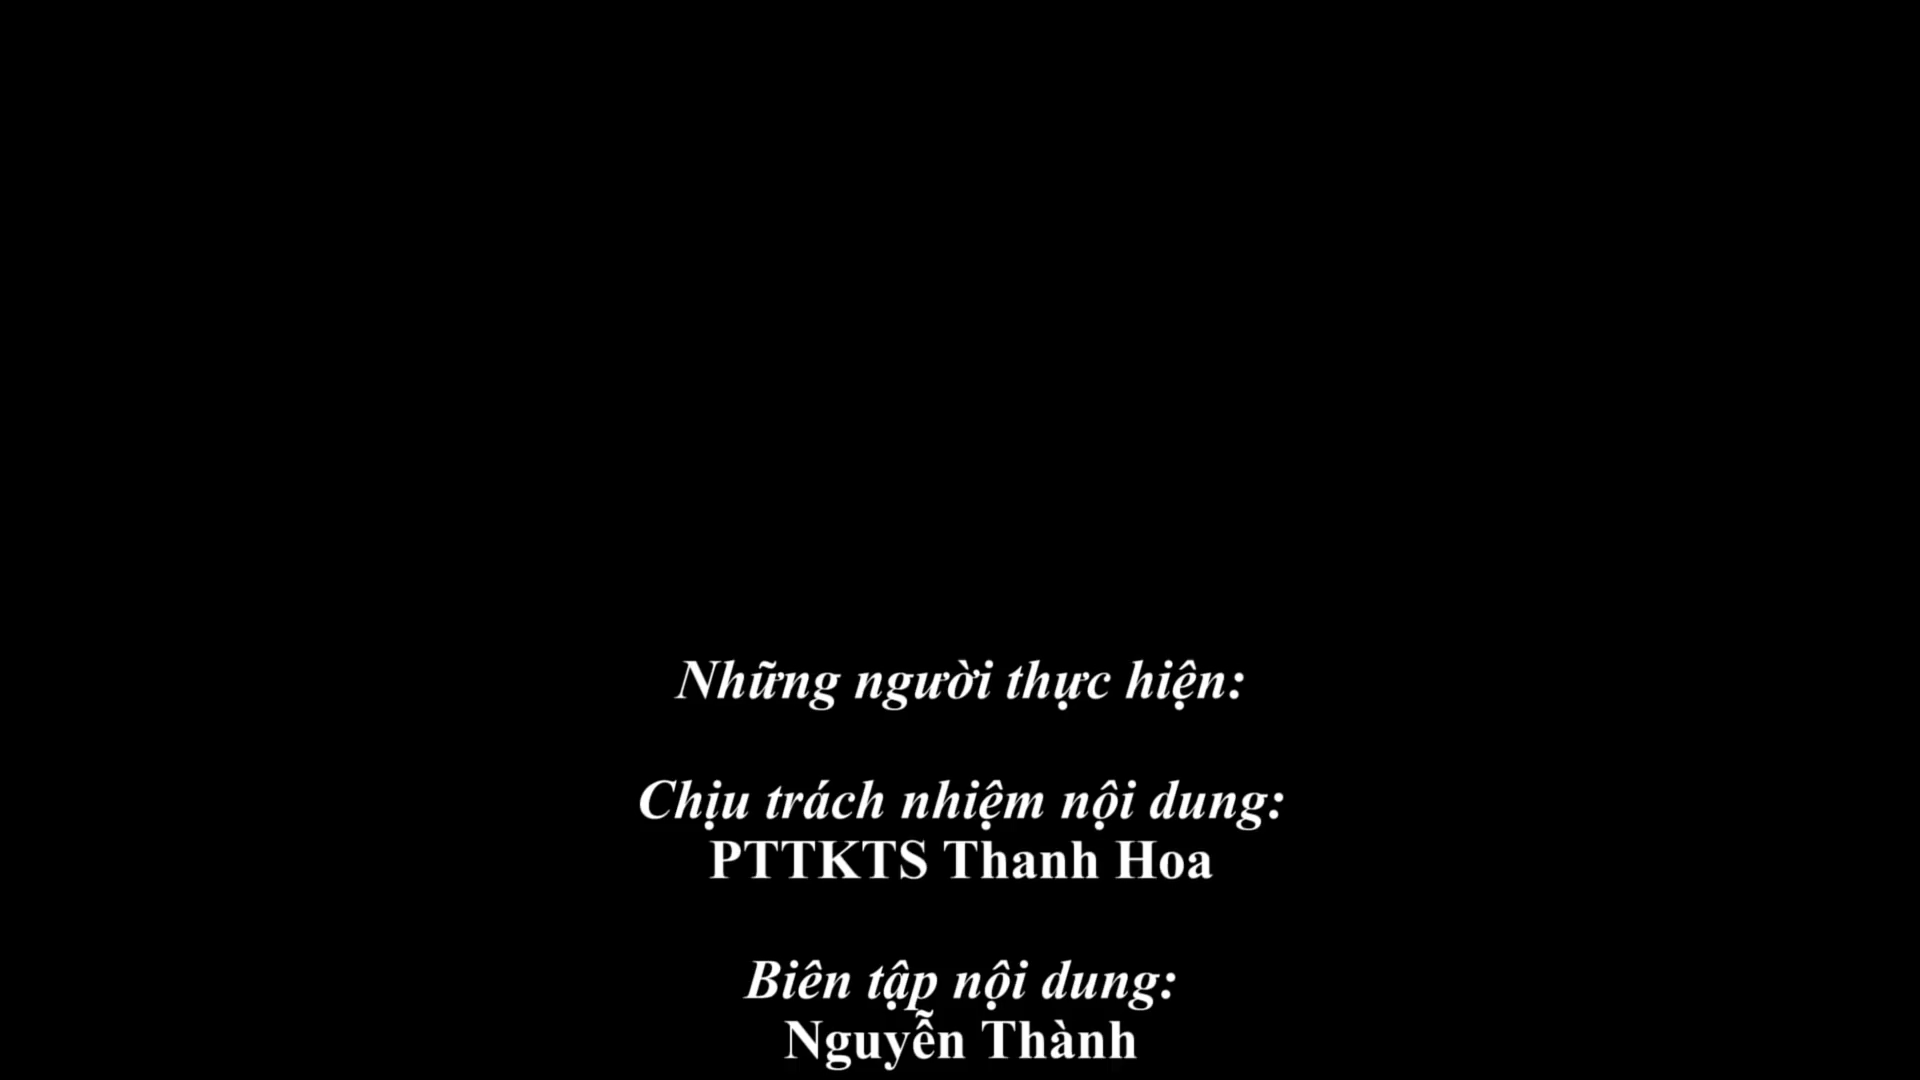 Những người thực hiện:
Chịu trách nhiệm nội dung:
PTTKTS Thanh Hoa
Biên tập nội dung:
Nguyễn Thành